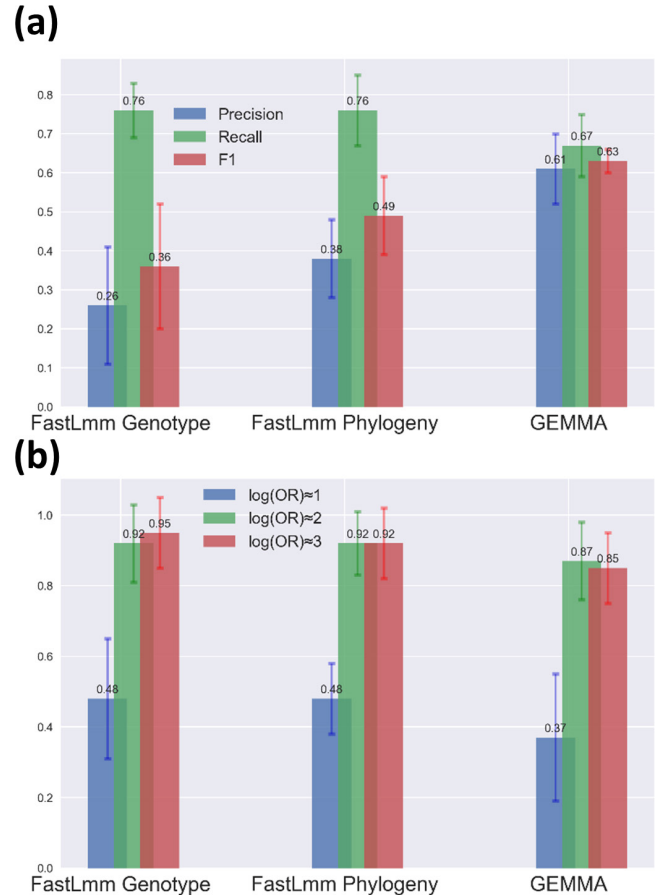 (a)
0.8
0.7
0.6
0.5
0.4
0.3
0.2
0.1
0.0
Precision
Recall
F1
0.26
0.76
0.36
0.38
0.76
0.49
0.61
0.67
0.63
FastLmm Genotype
FastLmm Phylogeny
GEMMA
(b)
1.0
0.8
0.6
0.4
0.2
0.0
log(OR)≈1
log(OR)≈2
log(OR)≈3
0.48
0.92
0.95
0.48
0.92
0.92
0.37
0.87
0.85
FastLmm Genotype
FastLmm Phylogeny
GEMMA